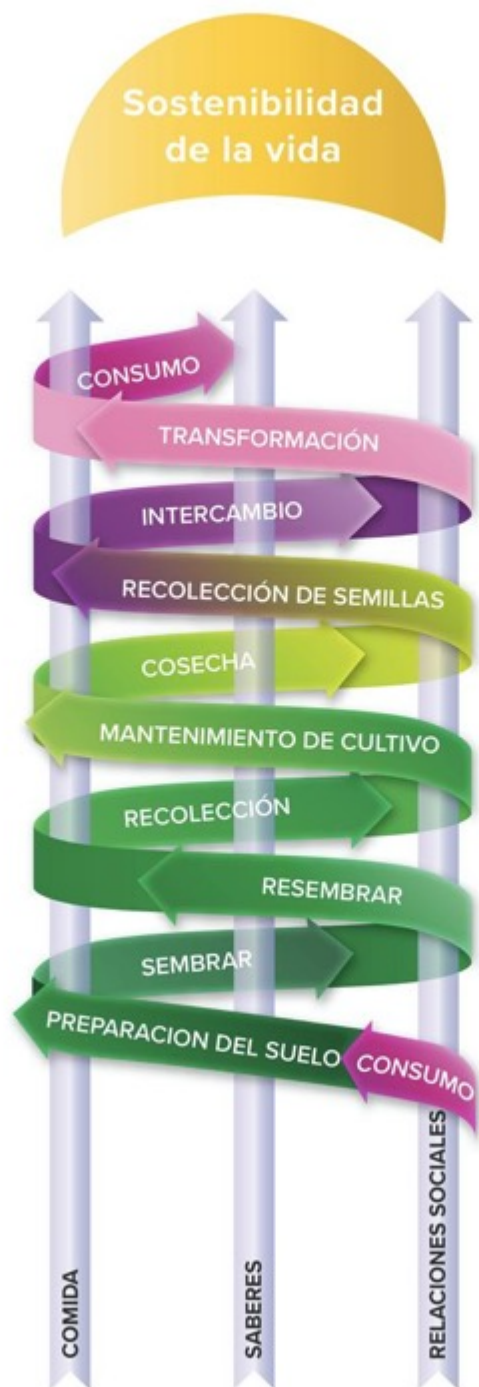 Sostenibilidad
de la vida
CONSUMO
TRANSFORMACIÓN
INTERCAMBIO
RECOLECCIÓN DE SEMILLAS
COSECHA
MANTENIMIENTO DE CULTIVO
RECOLECCIÓN
RESEMBRAR
SEMBRAR
PREPARACION DEL SUELO
CONSUMO
COMIDA
SABERES
RELACIONES SOCIALES